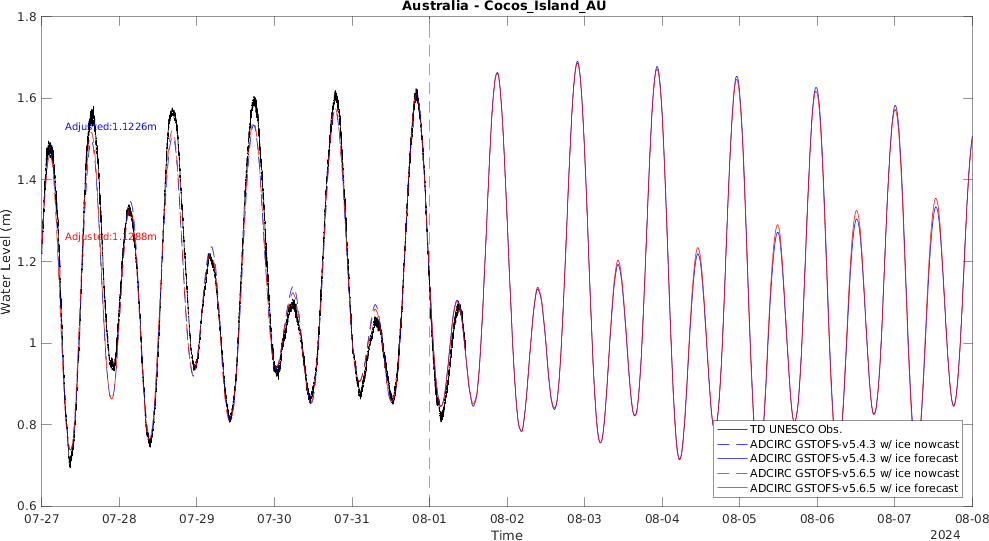 Australia - Cocos_Island_AU
1.8
1.6
1.4
1.2
1
0.8
0.6
Water Level (m)
Adjusted:1.1226m
Adjusted:1.1288m
TD UNESCO Obs.
ADCIRC GSTOFS-v5.4.3 w/ ice nowcast
ADCIRC GSTOFS-v5.4.3 w/ ice forecast
ADCIRC GSTOFS-v5.6.5 w/ ice nowcast
ADCIRC GSTOFS-v5.6.5 w/ ice forecast
07-27 07-28 07-29 07-30 07-31 08-01 08-02 08-03 08-04 08-05 08-06 08-07 08-08
Time
2024